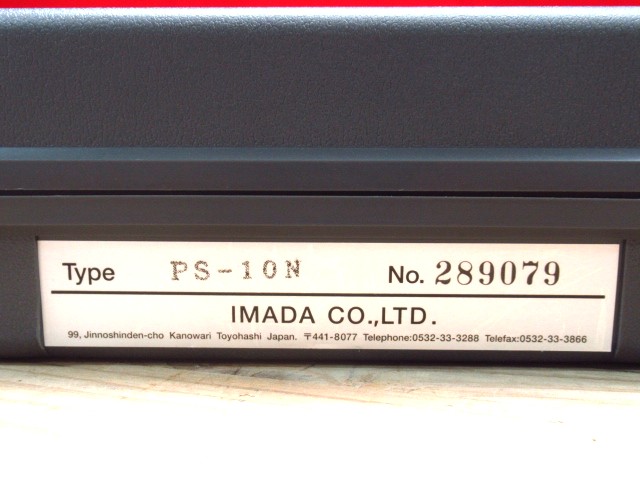 Type PS-10N No. 289079
IMADA CO.,LTD.
99, Jinnoshinden-cho Kanowari Toyohashi Japan. 〒441-8077 Telephone:0532-33-3288 Telefax:0532-33-3866